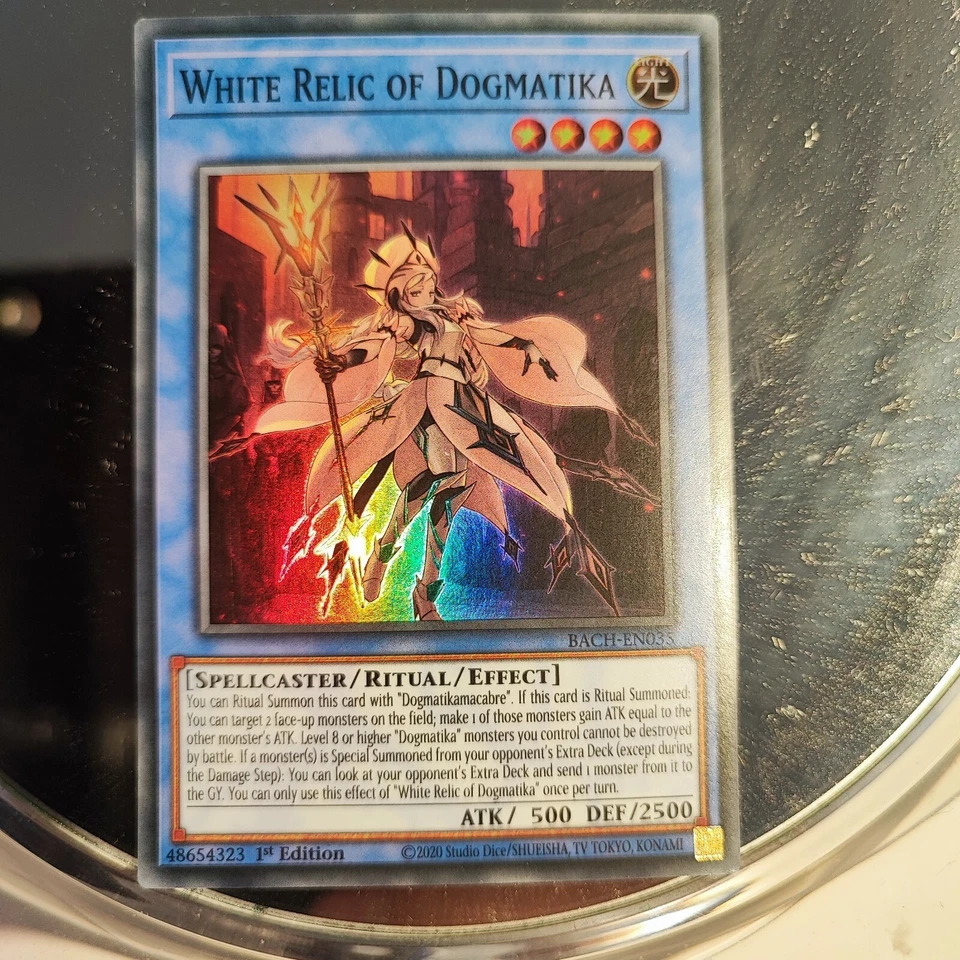 WHITE RELIC OF DOGMATIKA
LIGHT
光
BACH-EN035
[SPELLCASTER/RITUAL/EFFECT]
You can Ritual Summon this card with "Dogmatikamacabre". If this card is Ritual Summoned:
You can target 2 face-up monsters on the field; make 1 of those monsters gain ATK equal to the
other monster's ATK. Level 8 or higher "Dogmatika" monsters you control cannot be destroyed
by battle. If a monster(s) is Special Summoned from your opponent's Extra Deck (except during
the Damage Step): You can look at your opponent's Extra Deck and send 1 monster from it to
the GY. You can only use this effect of "White Relic of Dogmatika" once per turn.
ATK/ 500 DEF/2500
48654323 1st Edition ©2020 Studio Dice/SHUEISHA, TV TOKYO, KONAMI